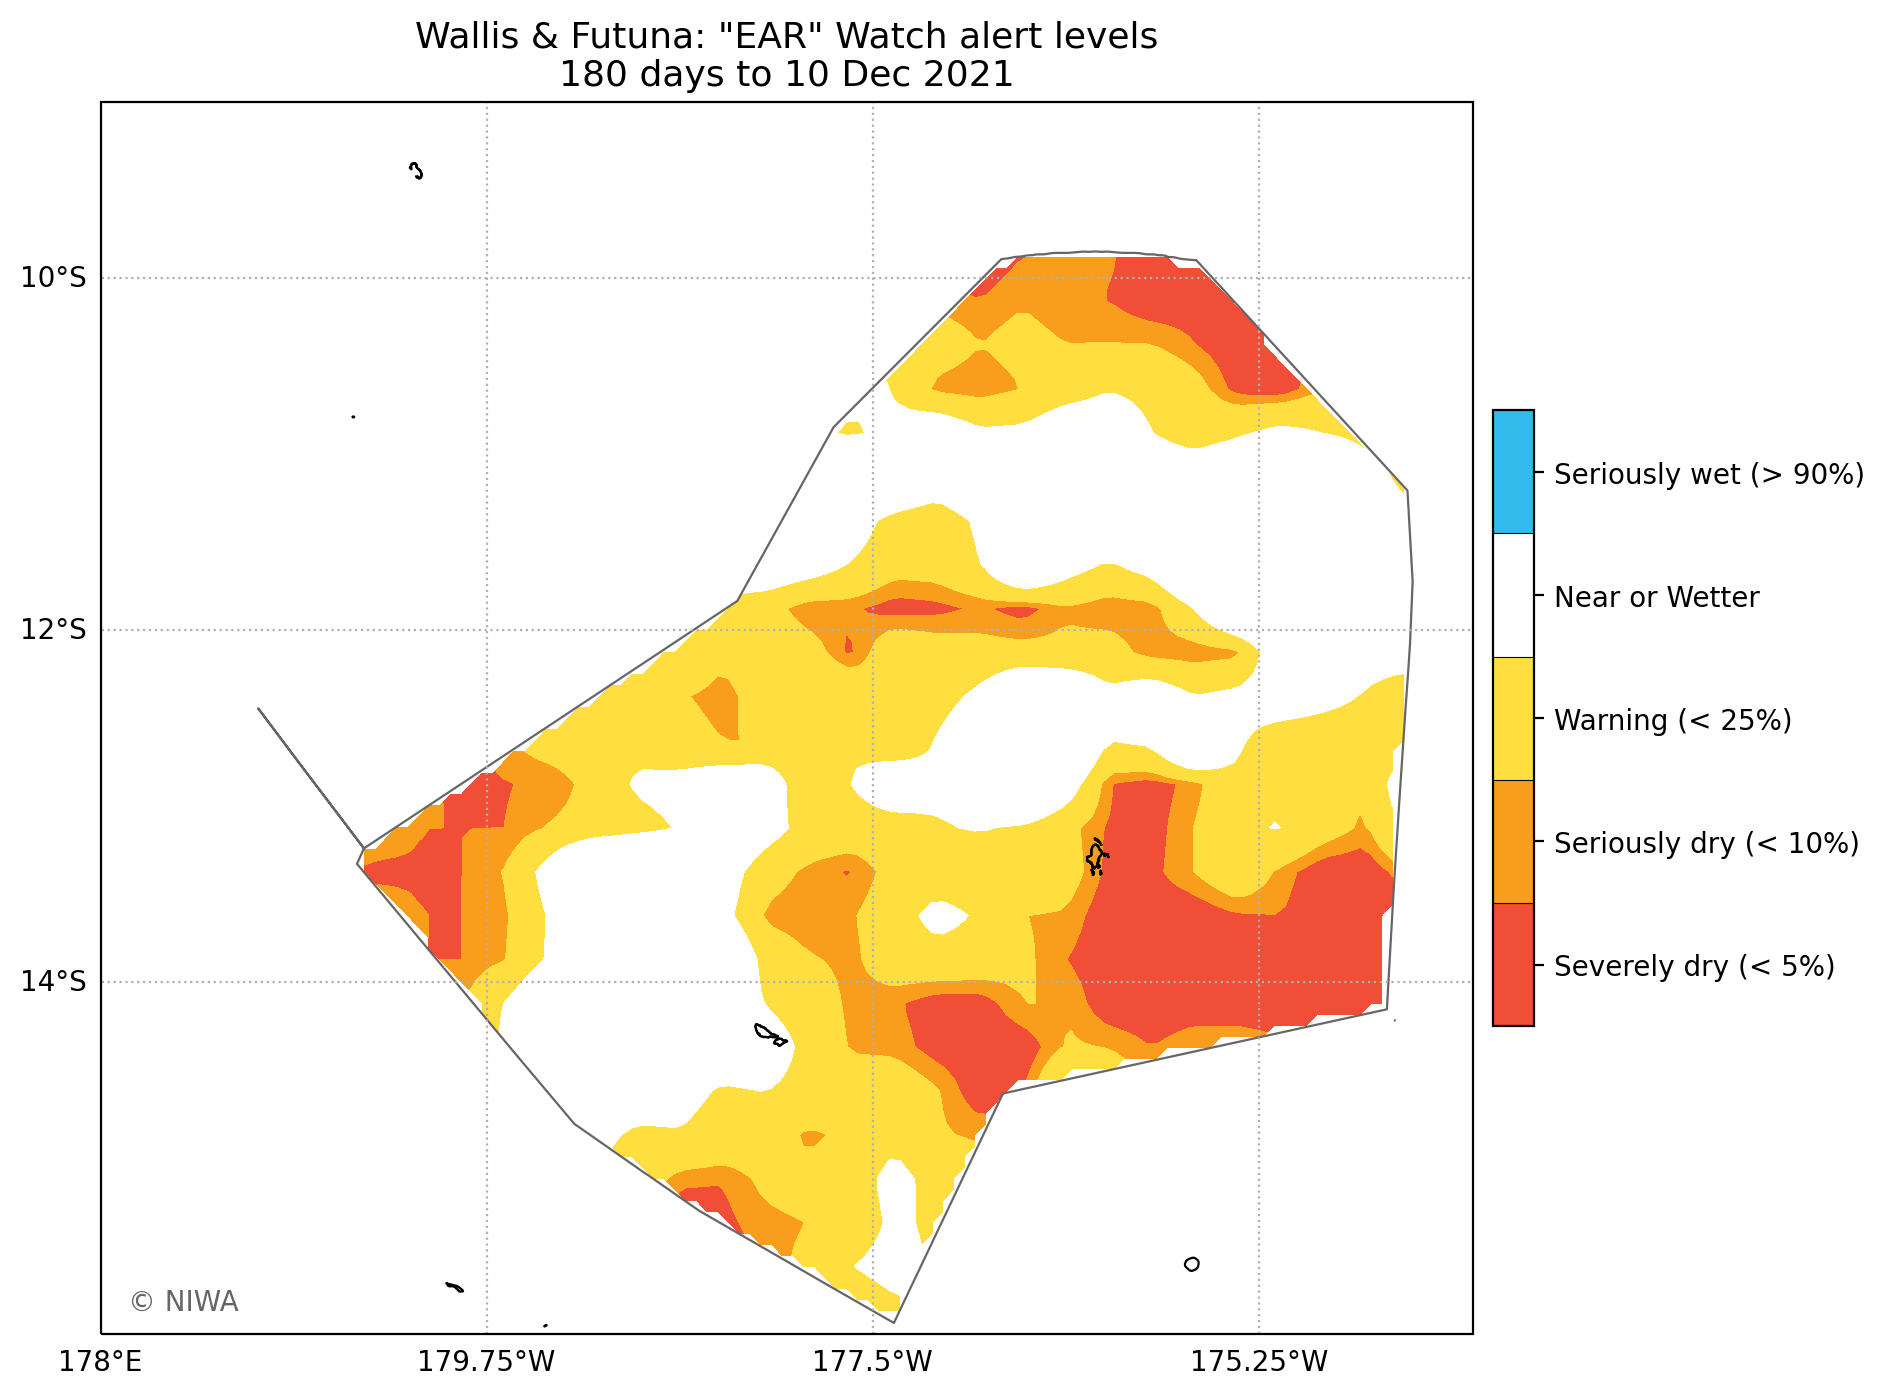 Wallis & Futuna: "EAR" Watch alert levels
180 days to 10 Dec 2021
10°S
12°S
14°S
178°E
179.75°W
177.5°W
175.25°W
Seriously wet (> 90%)
Near or Wetter
Warning (< 25%)
Seriously dry (< 10%)
Severely dry (< 5%)
© NIWA